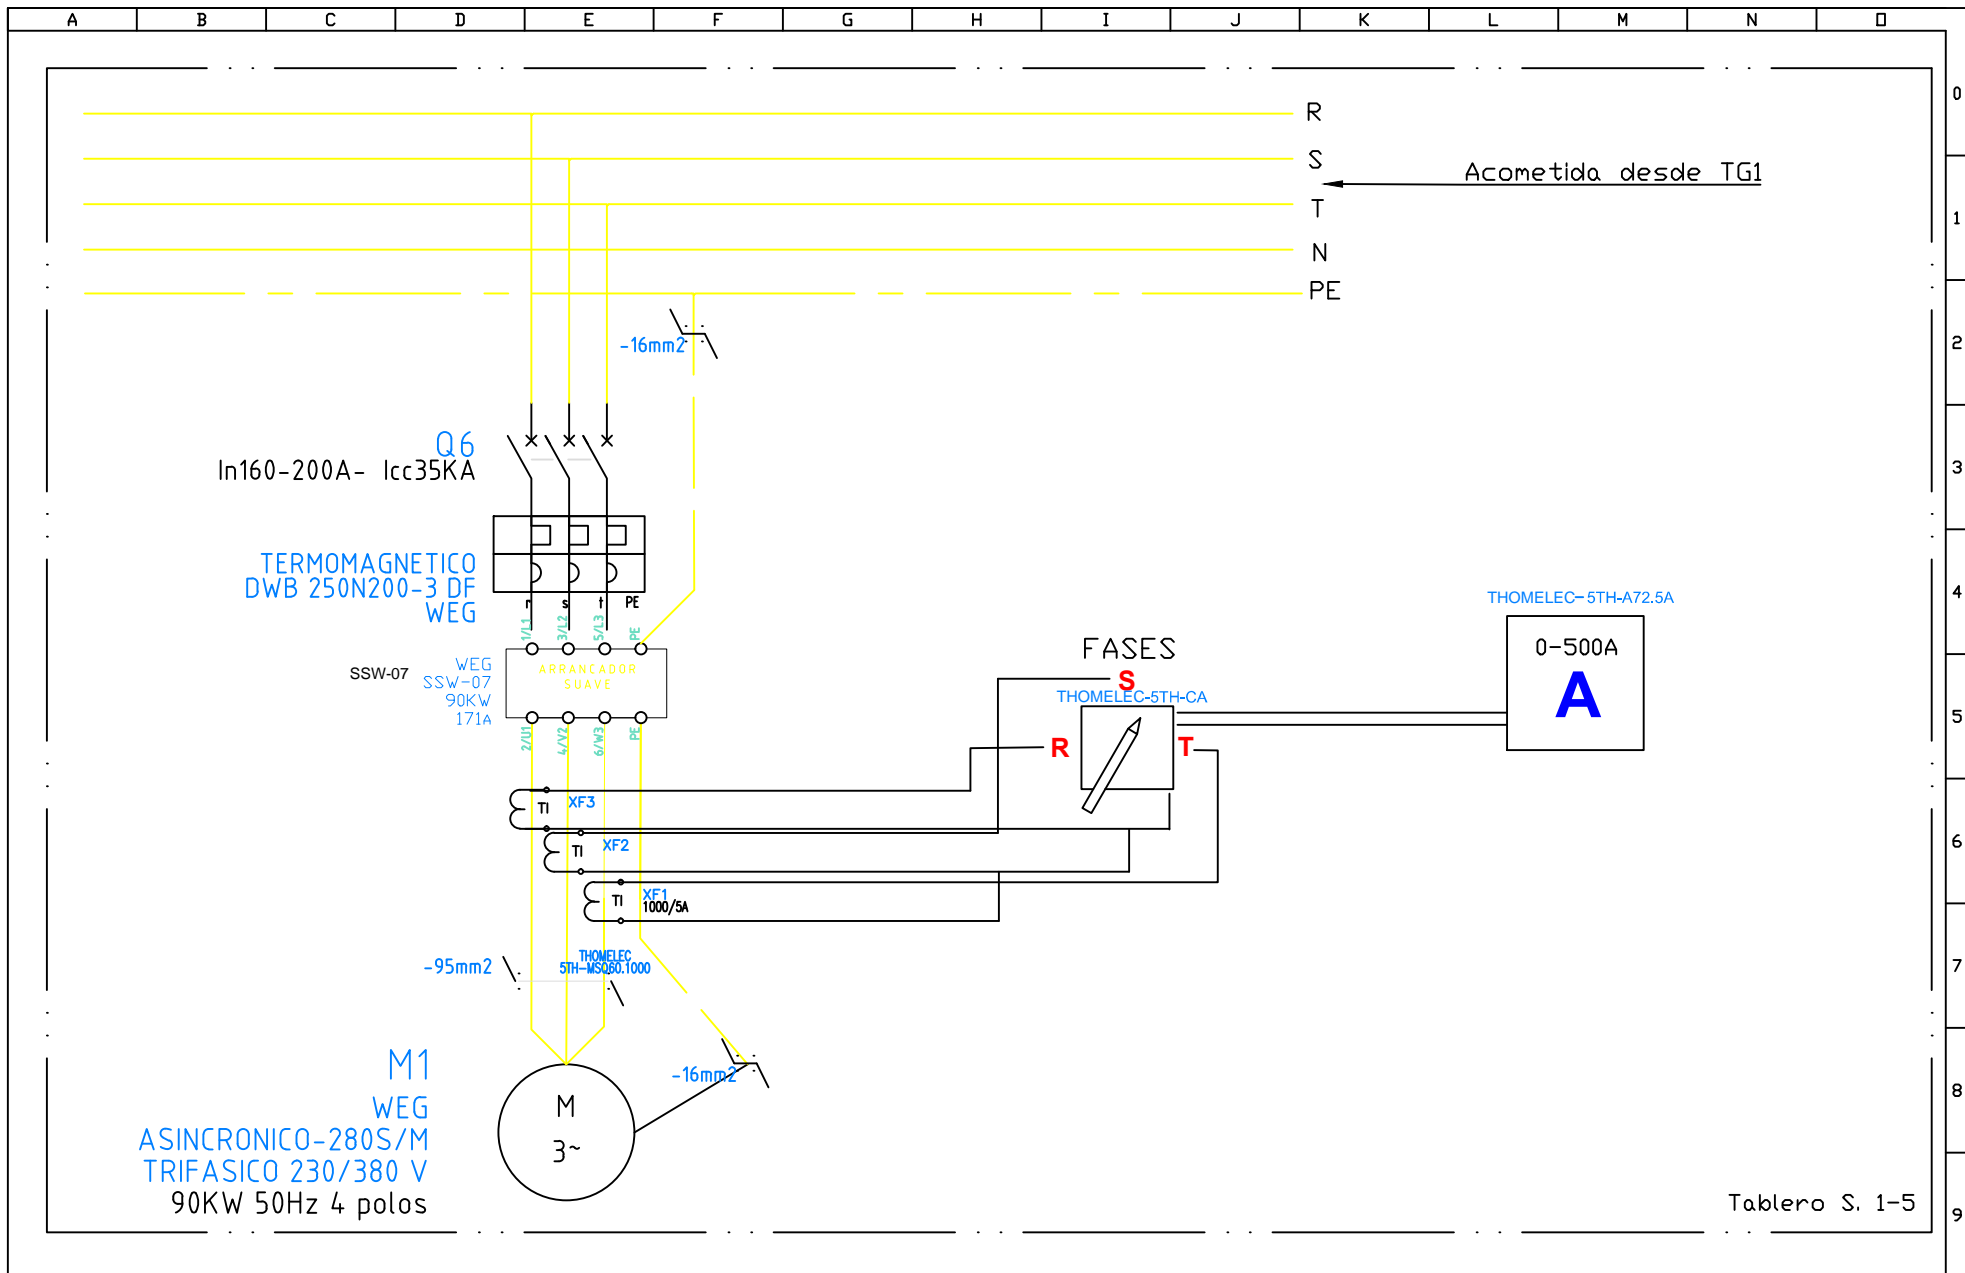 A B C D E F G H I J K L M N O
0
1
2
3
4
5
6
7
8
9
R
S
Acometida desde TG1
T
N
PE
-16mm2
Q6
In160-200A- Icc35KA
TERMOMAGNETICO
DWB 250N200-3 DF
WEG
r s t PE
1/L1 3/L2 5/L3 PE
SSW-07
WEG
SSW-07
90KW
171A
ARRANCADOR
SUAVE
2/U1 4/V2 6/W3 PE
FASES
S
THOMELEC-5TH-CA
R
T
THOMELEC-5TH-A72.5A
0-500A
A
TI XF3
TI XF2
TI XF1
1000/5A
-95mm2
THOMELEC
5TH-MSQ60.1000
-16mm2
M1
WEG
ASINCRONICO-280S/M
TRIFASICO 230/380 V
90KW 50Hz 4 polos
M
3~
Tablero S. 1-5